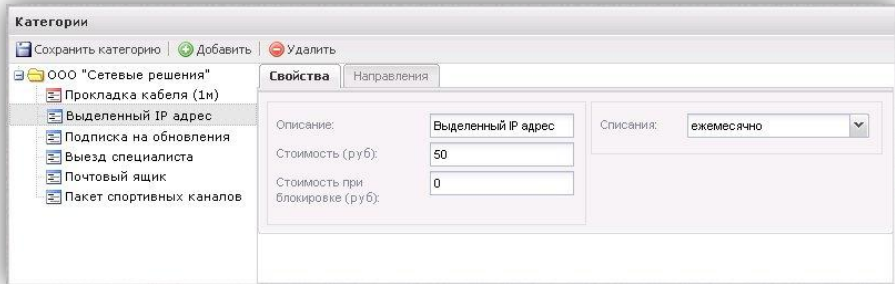 Категории
Сохранить категорию Добавить Удалить
ООО "Сетевые решения"
Прокладка кабеля (1м)
Выделенный IP адрес
Подписка на обновления
Выезд специалиста
Почтовый ящик
Пакет спортивных каналов
Свойства Направления
Описание: Выделенный IP адрес
Стоимость (руб): 50
Стоимость при
блокировке (руб): 0
Списания: ежемесячно